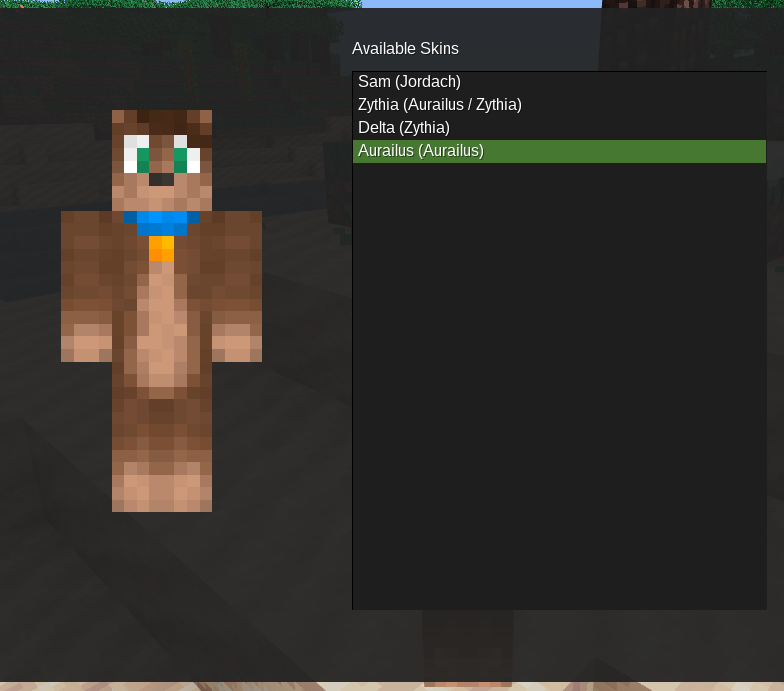 Available Skins
Sam (Jordach)
Zythia (Aurailus / Zythia)
Delta (Zythia)
Aurailus (Aurailus)